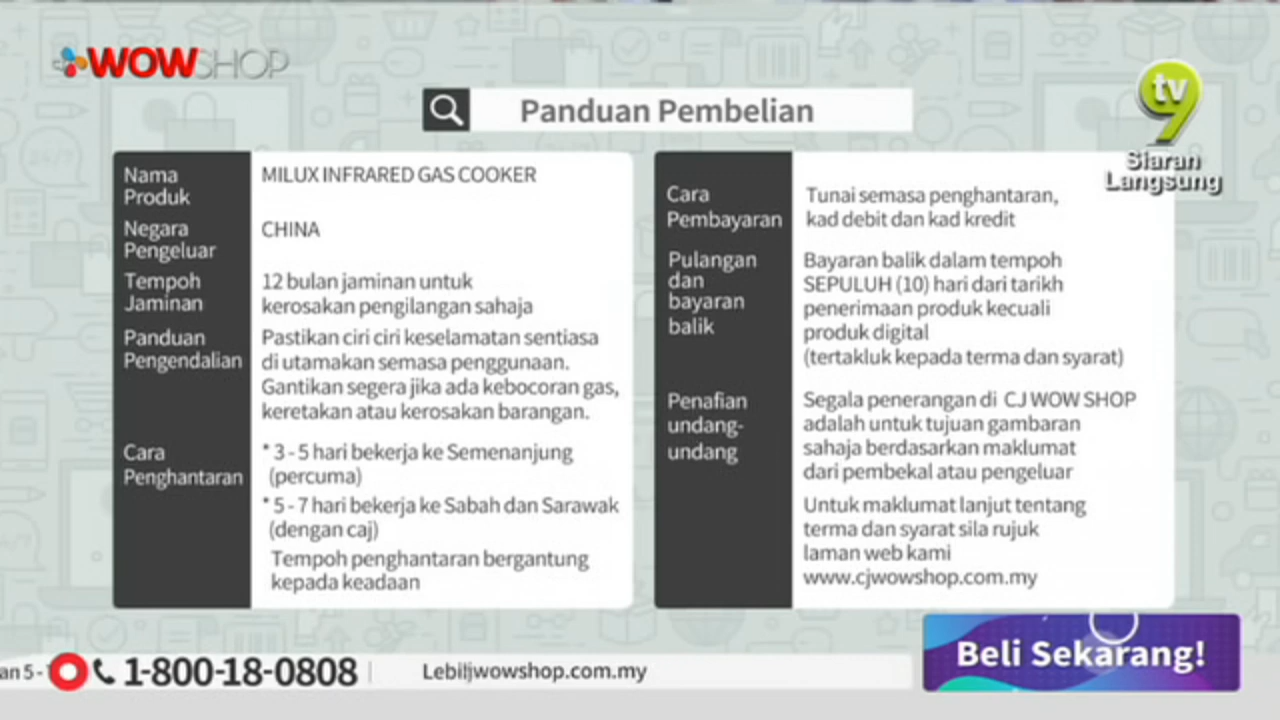 WOWSHOP
tv9
Siaran
Langsung
Panduan Pembelian
Nama
Produk
MILUX INFRARED GAS COOKER
Negara
Pengeluar
CHINA
Tempoh
Jaminan
12 bulan jaminan untuk
kerosakan pengilangan sahaja
Panduan
Pengendalian
Pastikan ciri ciri keselamatan sentiasa
di utamakan semasa penggunaan.
Gantikan segera jika ada kebocoran gas,
keretakan atau kerosakan barangan.
Cara
Penghantaran
* 3 - 5 hari bekerja ke Semenanjung
(percuma)
* 5 - 7 hari bekerja ke Sabah dan Sarawak
(dengan caj)
Tempoh penghantaran bergantung
kepada keadaan
Cara
Pembayaran
Tunai semasa penghantaran,
kad debit dan kad kredit
Pulangan
dan
bayaran
balik
Bayaran balik dalam tempoh
SEPULUH (10) hari dari tarikh
penerimaan produk kecuali
produk digital
(tertakluk kepada terma dan syarat)
Penafian
undang-
undang
Segala penerangan di CJ WOW SHOP
adalah untuk tujuan gambaran
sahaja berdasarkan maklumat
dari pembekal atau pengeluar
Untuk maklumat lanjut tentang
terma dan syarat sila rujuk
laman web kami
www.cjwowshop.com.my
Beli Sekarang!
an 5 - 1-800-18-0808 Lebiljwowshop.com.my